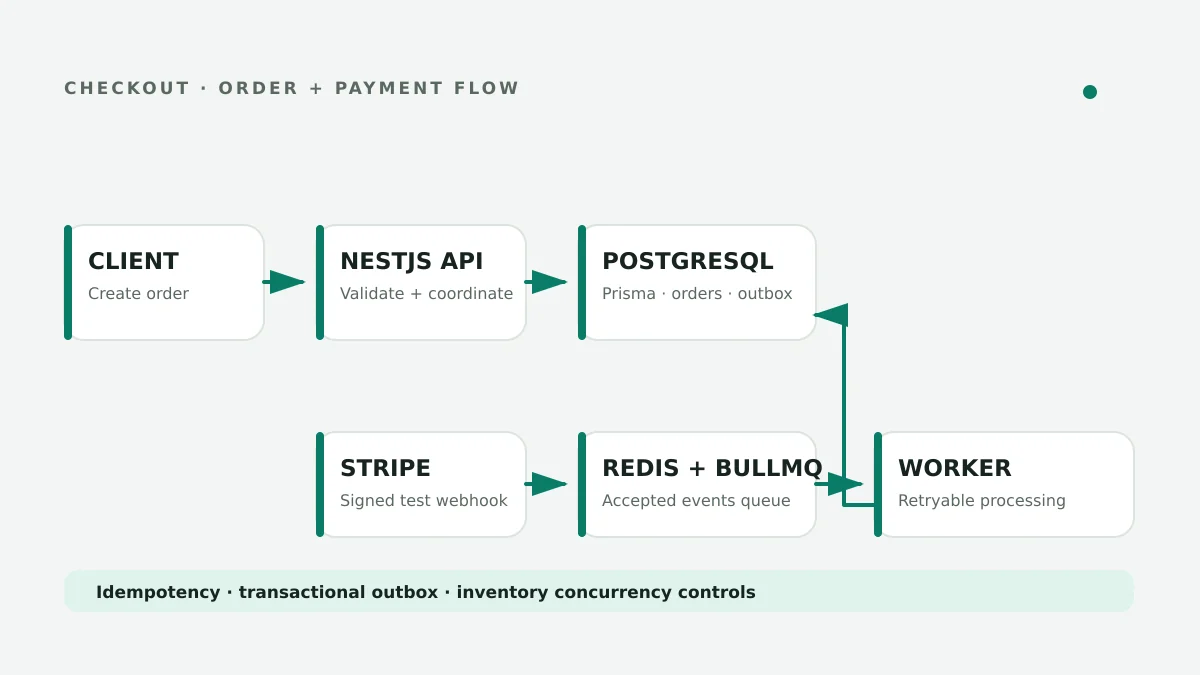 CHECKOUT · ORDER + PAYMENT FLOW
CLIENT
Create order
NESTJS API
Validate + coordinate
POSTGRESQL
Prisma · orders · outbox
STRIPE
Signed test webhook
REDIS + BULLMQ
Accepted events queue
WORKER
Retryable processing
Idempotency · transactional outbox · inventory concurrency controls